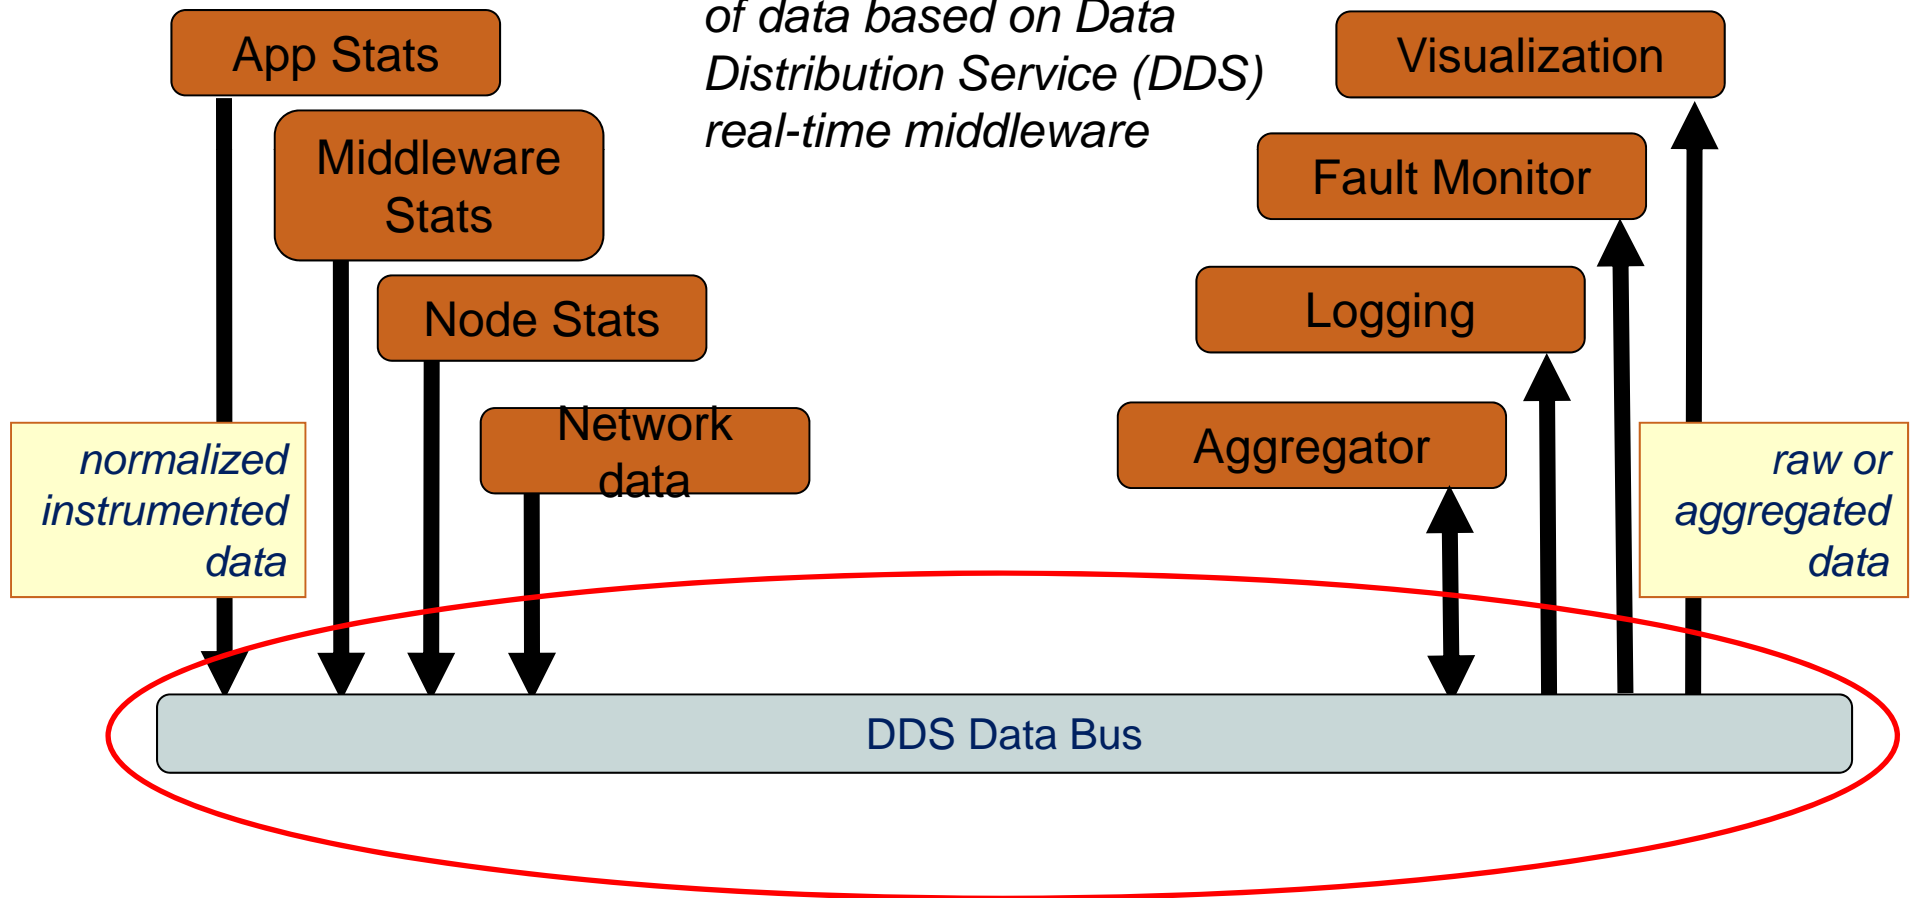 of data based on Data
Distribution Service (DDS)
real-time middleware
App Stats
Middleware
Stats
Node Stats
Network
data
normalized
instrumented
data
Visualization
Fault Monitor
Logging
Aggregator
raw or
aggregated
data
DDS Data Bus